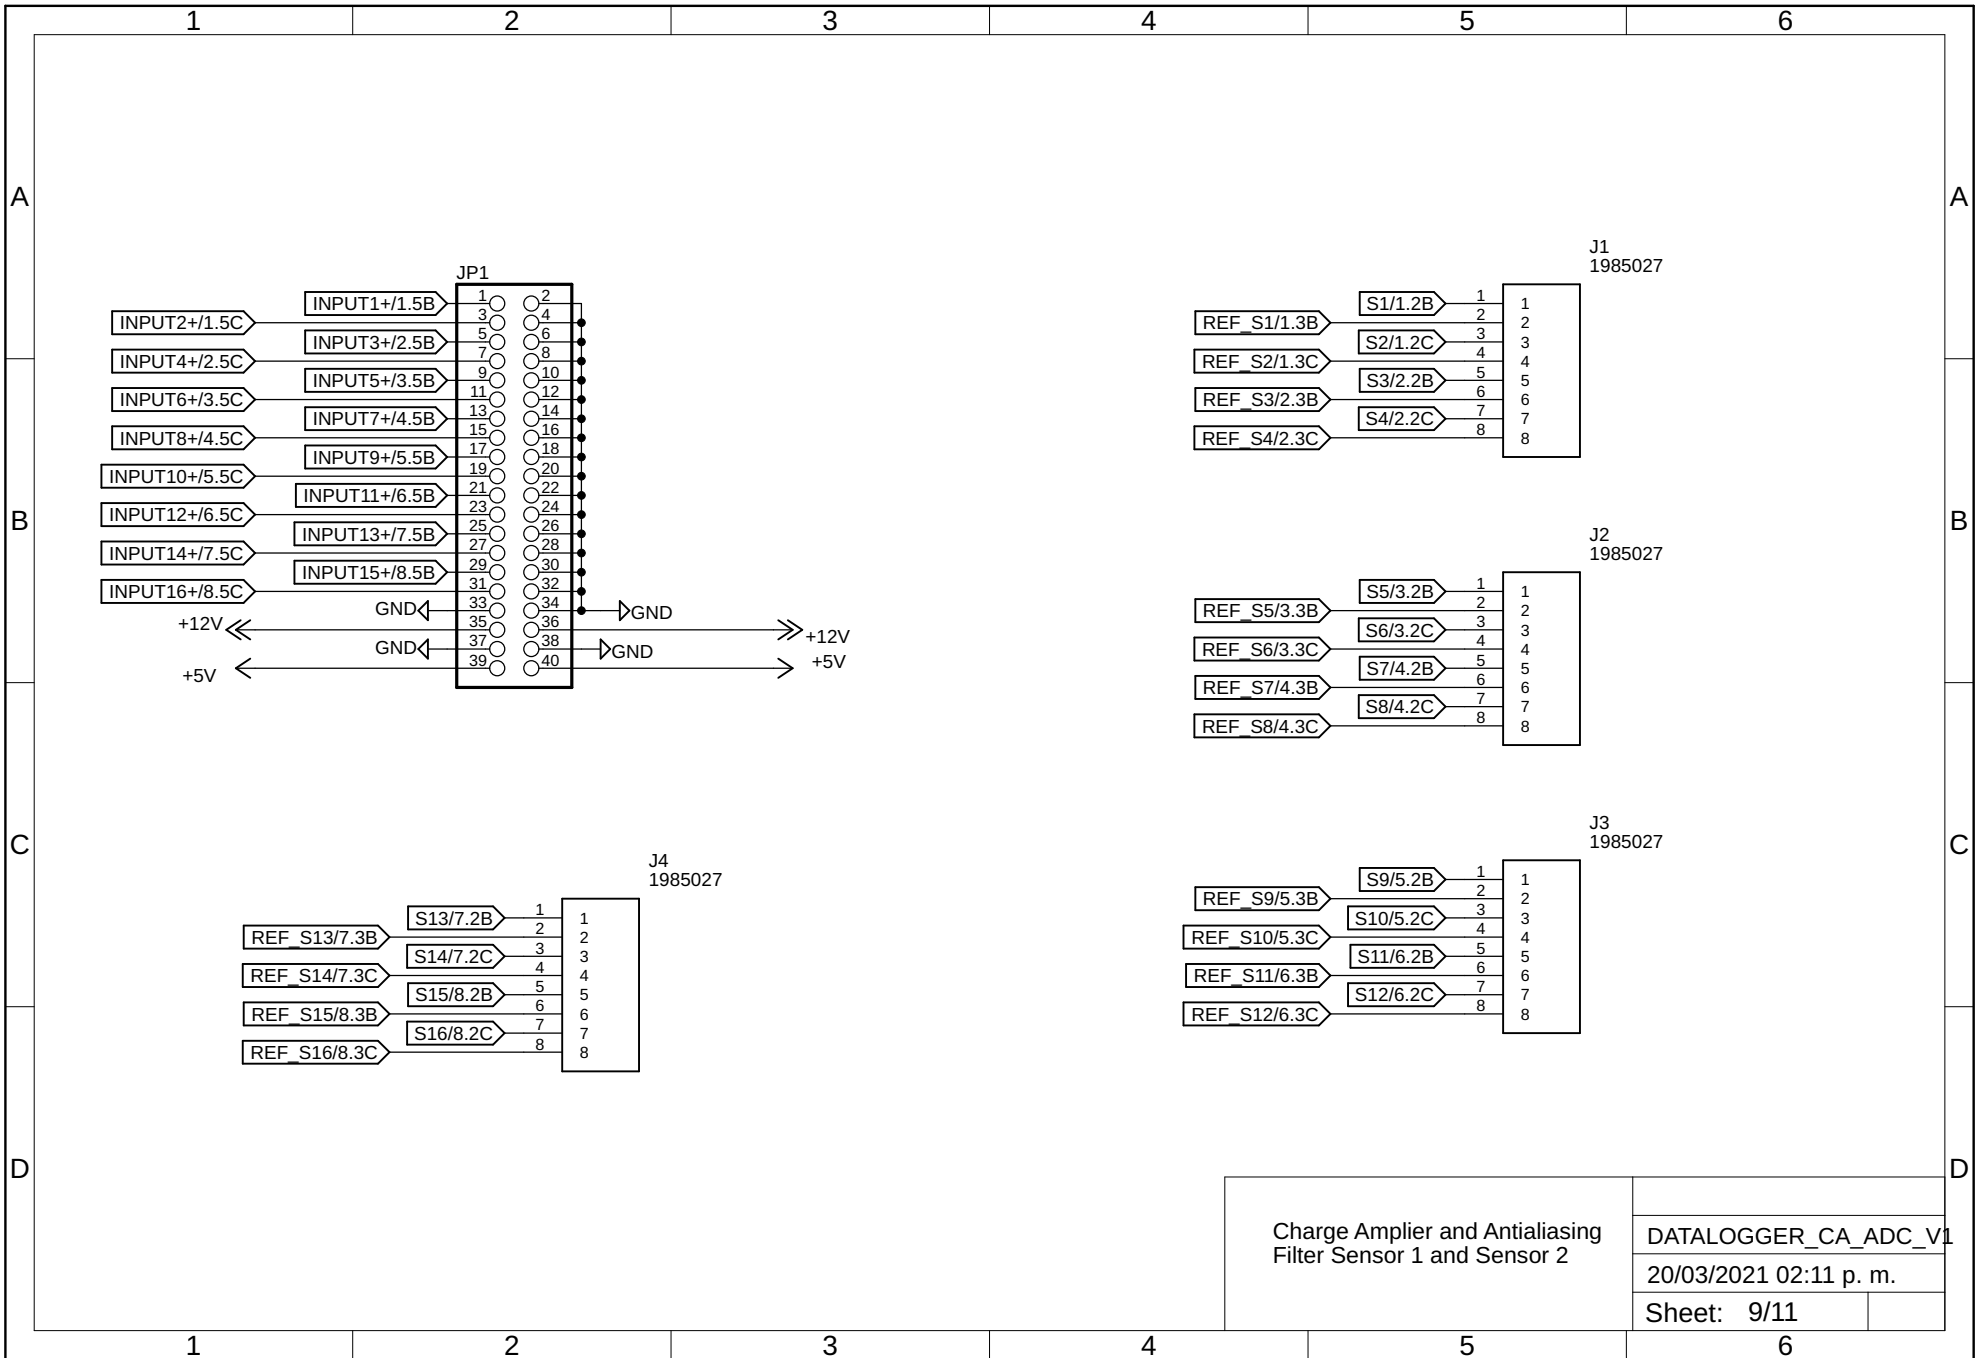 1 2 3 4 5 6
A A
B B
C C
D D
JP1
INPUT1+/1.5B 1 2
INPUT2+/1.5C 3 4
INPUT3+/2.5B 5 6
INPUT4+/2.5C 7 8
INPUT5+/3.5B 9 10
INPUT6+/3.5C 11 12
INPUT7+/4.5B 13 14
INPUT8+/4.5C 15 16
INPUT9+/5.5B 17 18
INPUT10+/5.5C 19 20
INPUT11+/6.5B 21 22
INPUT12+/6.5C 23 24
INPUT13+/7.5B 25 26
INPUT14+/7.5C 27 28
INPUT15+/8.5B 29 30
INPUT16+/8.5C 31 32
GND 33 34 GND
+12V 35 36 +12V
GND 37 38 GND
+5V 39 40 +5V
J1
1985027
S1/1.2B 1 1
REF_S1/1.3B 2 2
S2/1.2C 3 3
REF_S2/1.3C 4 4
S3/2.2B 5 5
REF_S3/2.3B 6 6
S4/2.2C 7 7
REF_S4/2.3C 8 8
J2
1985027
S5/3.2B 1 1
REF_S5/3.3B 2 2
S6/3.2C 3 3
REF_S6/3.3C 4 4
S7/4.2B 5 5
REF_S7/4.3B 6 6
S8/4.2C 7 7
REF_S8/4.3C 8 8
J3
1985027
S9/5.2B 1 1
REF_S9/5.3B 2 2
S10/5.2C 3 3
REF_S10/5.3C 4 4
S11/6.2B 5 5
REF_S11/6.3B 6 6
S12/6.2C 7 7
REF_S12/6.3C 8 8
J4
1985027
S13/7.2B 1 1
REF_S13/7.3B 2 2
S14/7.2C 3 3
REF_S14/7.3C 4 4
S15/8.2B 5 5
REF_S15/8.3B 6 6
S16/8.2C 7 7
REF_S16/8.3C 8 8
Charge Amplier and Antialiasing
Filter Sensor 1 and Sensor 2
DATALOGGER_CA_ADC_V1
20/03/2021 02:11 p. m.
Sheet: 9/11
1 2 3 4 5 6